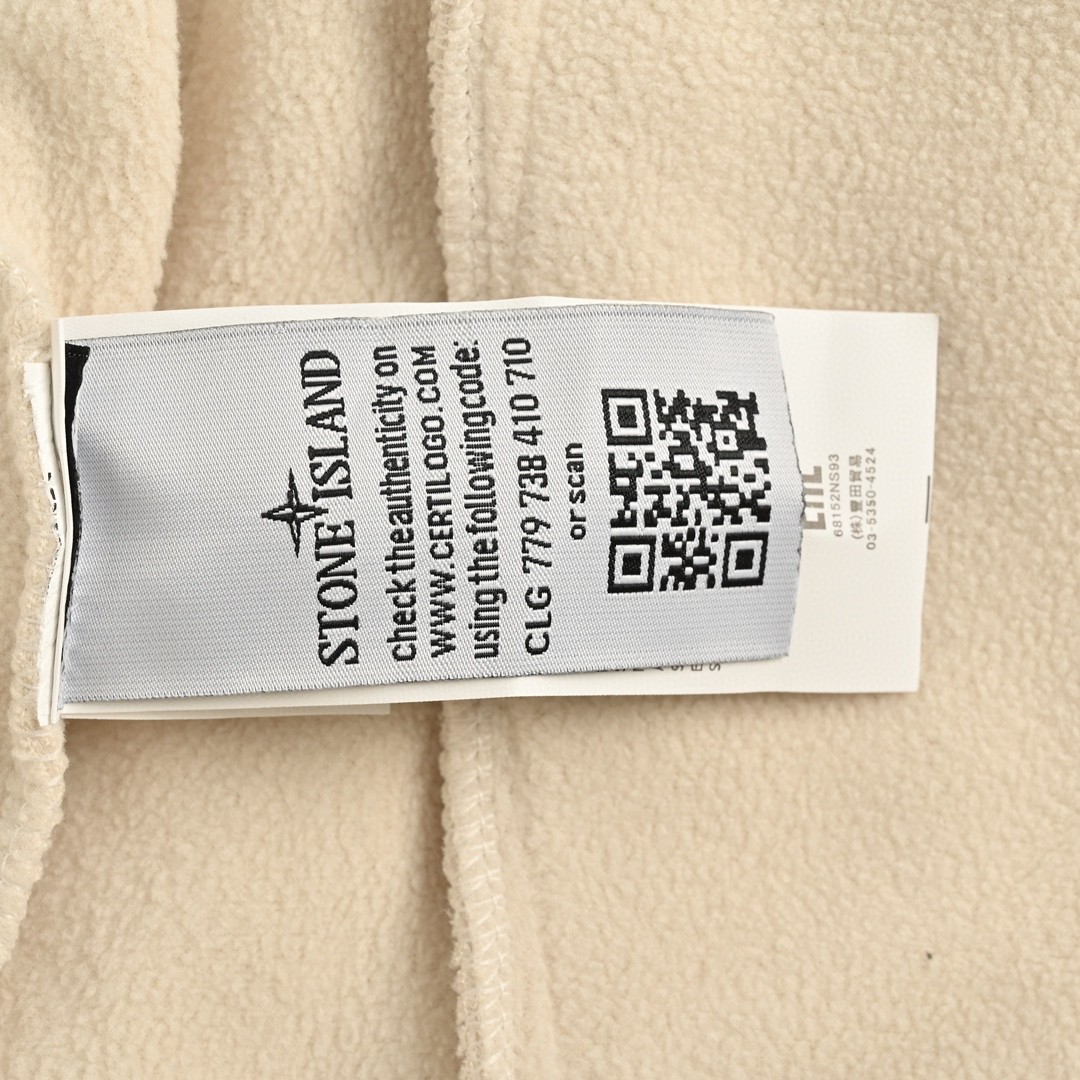 STONE ISLAND
check the authenticity on
WWW.CERTILOGO.COM
using the following code:
CLG 779 738 410 710
or scan
68152NS93
(株)豊田貿易
03-5350-4524